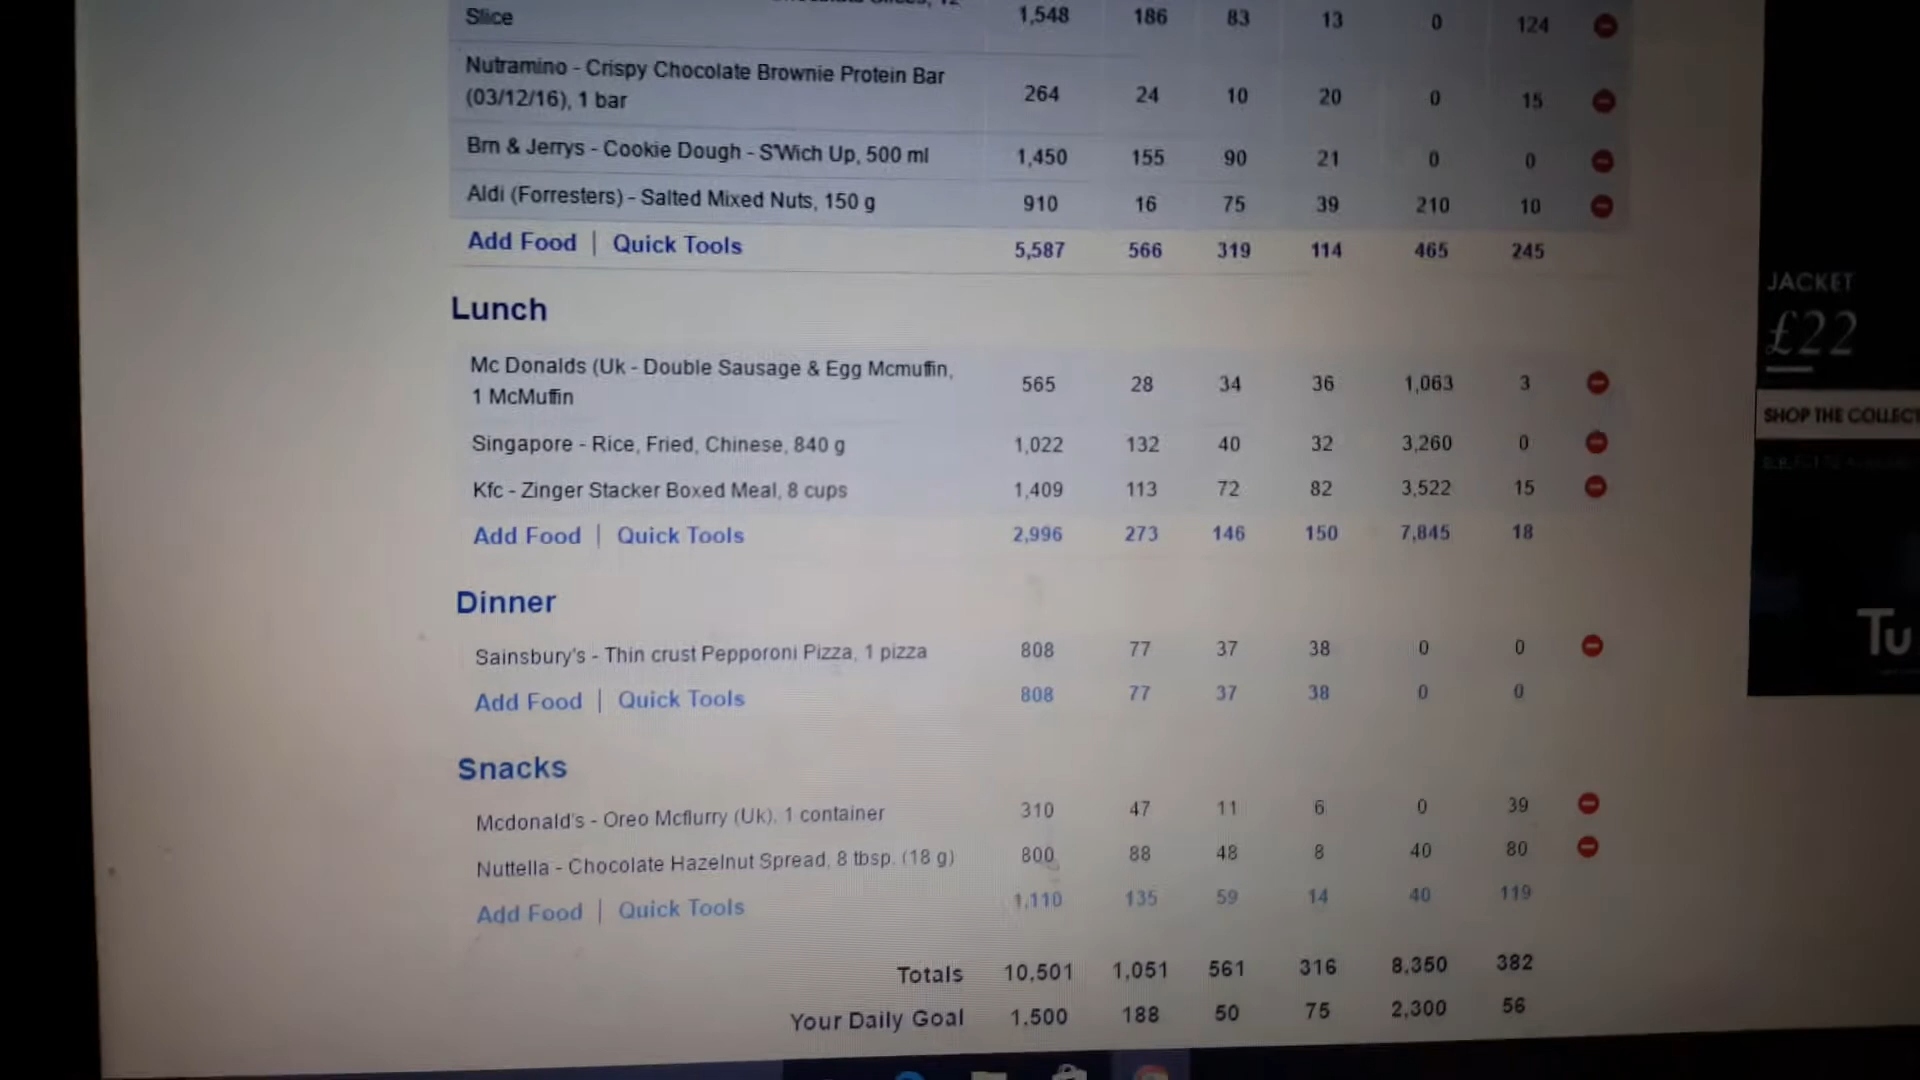 Slice 1,548 186 83 13 0 124
Nutramino - Crispy Chocolate Brownie Protein Bar
(03/12/16), 1 bar 264 24 10 20 0 15
Brn & Jerrys - Cookie Dough - S'Wich Up, 500 ml 1,450 155 90 21 0 0
Aldi (Forresters) - Salted Mixed Nuts, 150 g 910 16 75 39 210 10
Add Food | Quick Tools 5,587 566 319 114 465 245
Lunch
Mc Donalds (Uk - Double Sausage & Egg Mcmuffin,
1 McMuffin 565 28 34 36 1,063 3
Singapore - Rice, Fried, Chinese, 840 g 1,022 132 40 32 3,260 0
Kfc - Zinger Stacker Boxed Meal, 8 cups 1,409 113 72 82 3,522 15
Add Food | Quick Tools 2,996 273 146 150 7,845 18
Dinner
Sainsbury's - Thin crust Pepporoni Pizza, 1 pizza 808 77 37 38 0 0
Add Food | Quick Tools 808 77 37 38 0 0
Snacks
Mcdonald's - Oreo Mcflurry (Uk), 1 container 310 47 11 6 0 39
Nuttella - Chocolate Hazelnut Spread, 8 tbsp. (18 g) 800 88 48 8 40 80
Add Food | Quick Tools 1,110 135 59 14 40 119
Totals 10,501 1,051 561 316 8,350 382
Your Daily Goal 1,500 188 50 75 2,300 56
JACKET
£22
SHOP THE COLLECT
Tu